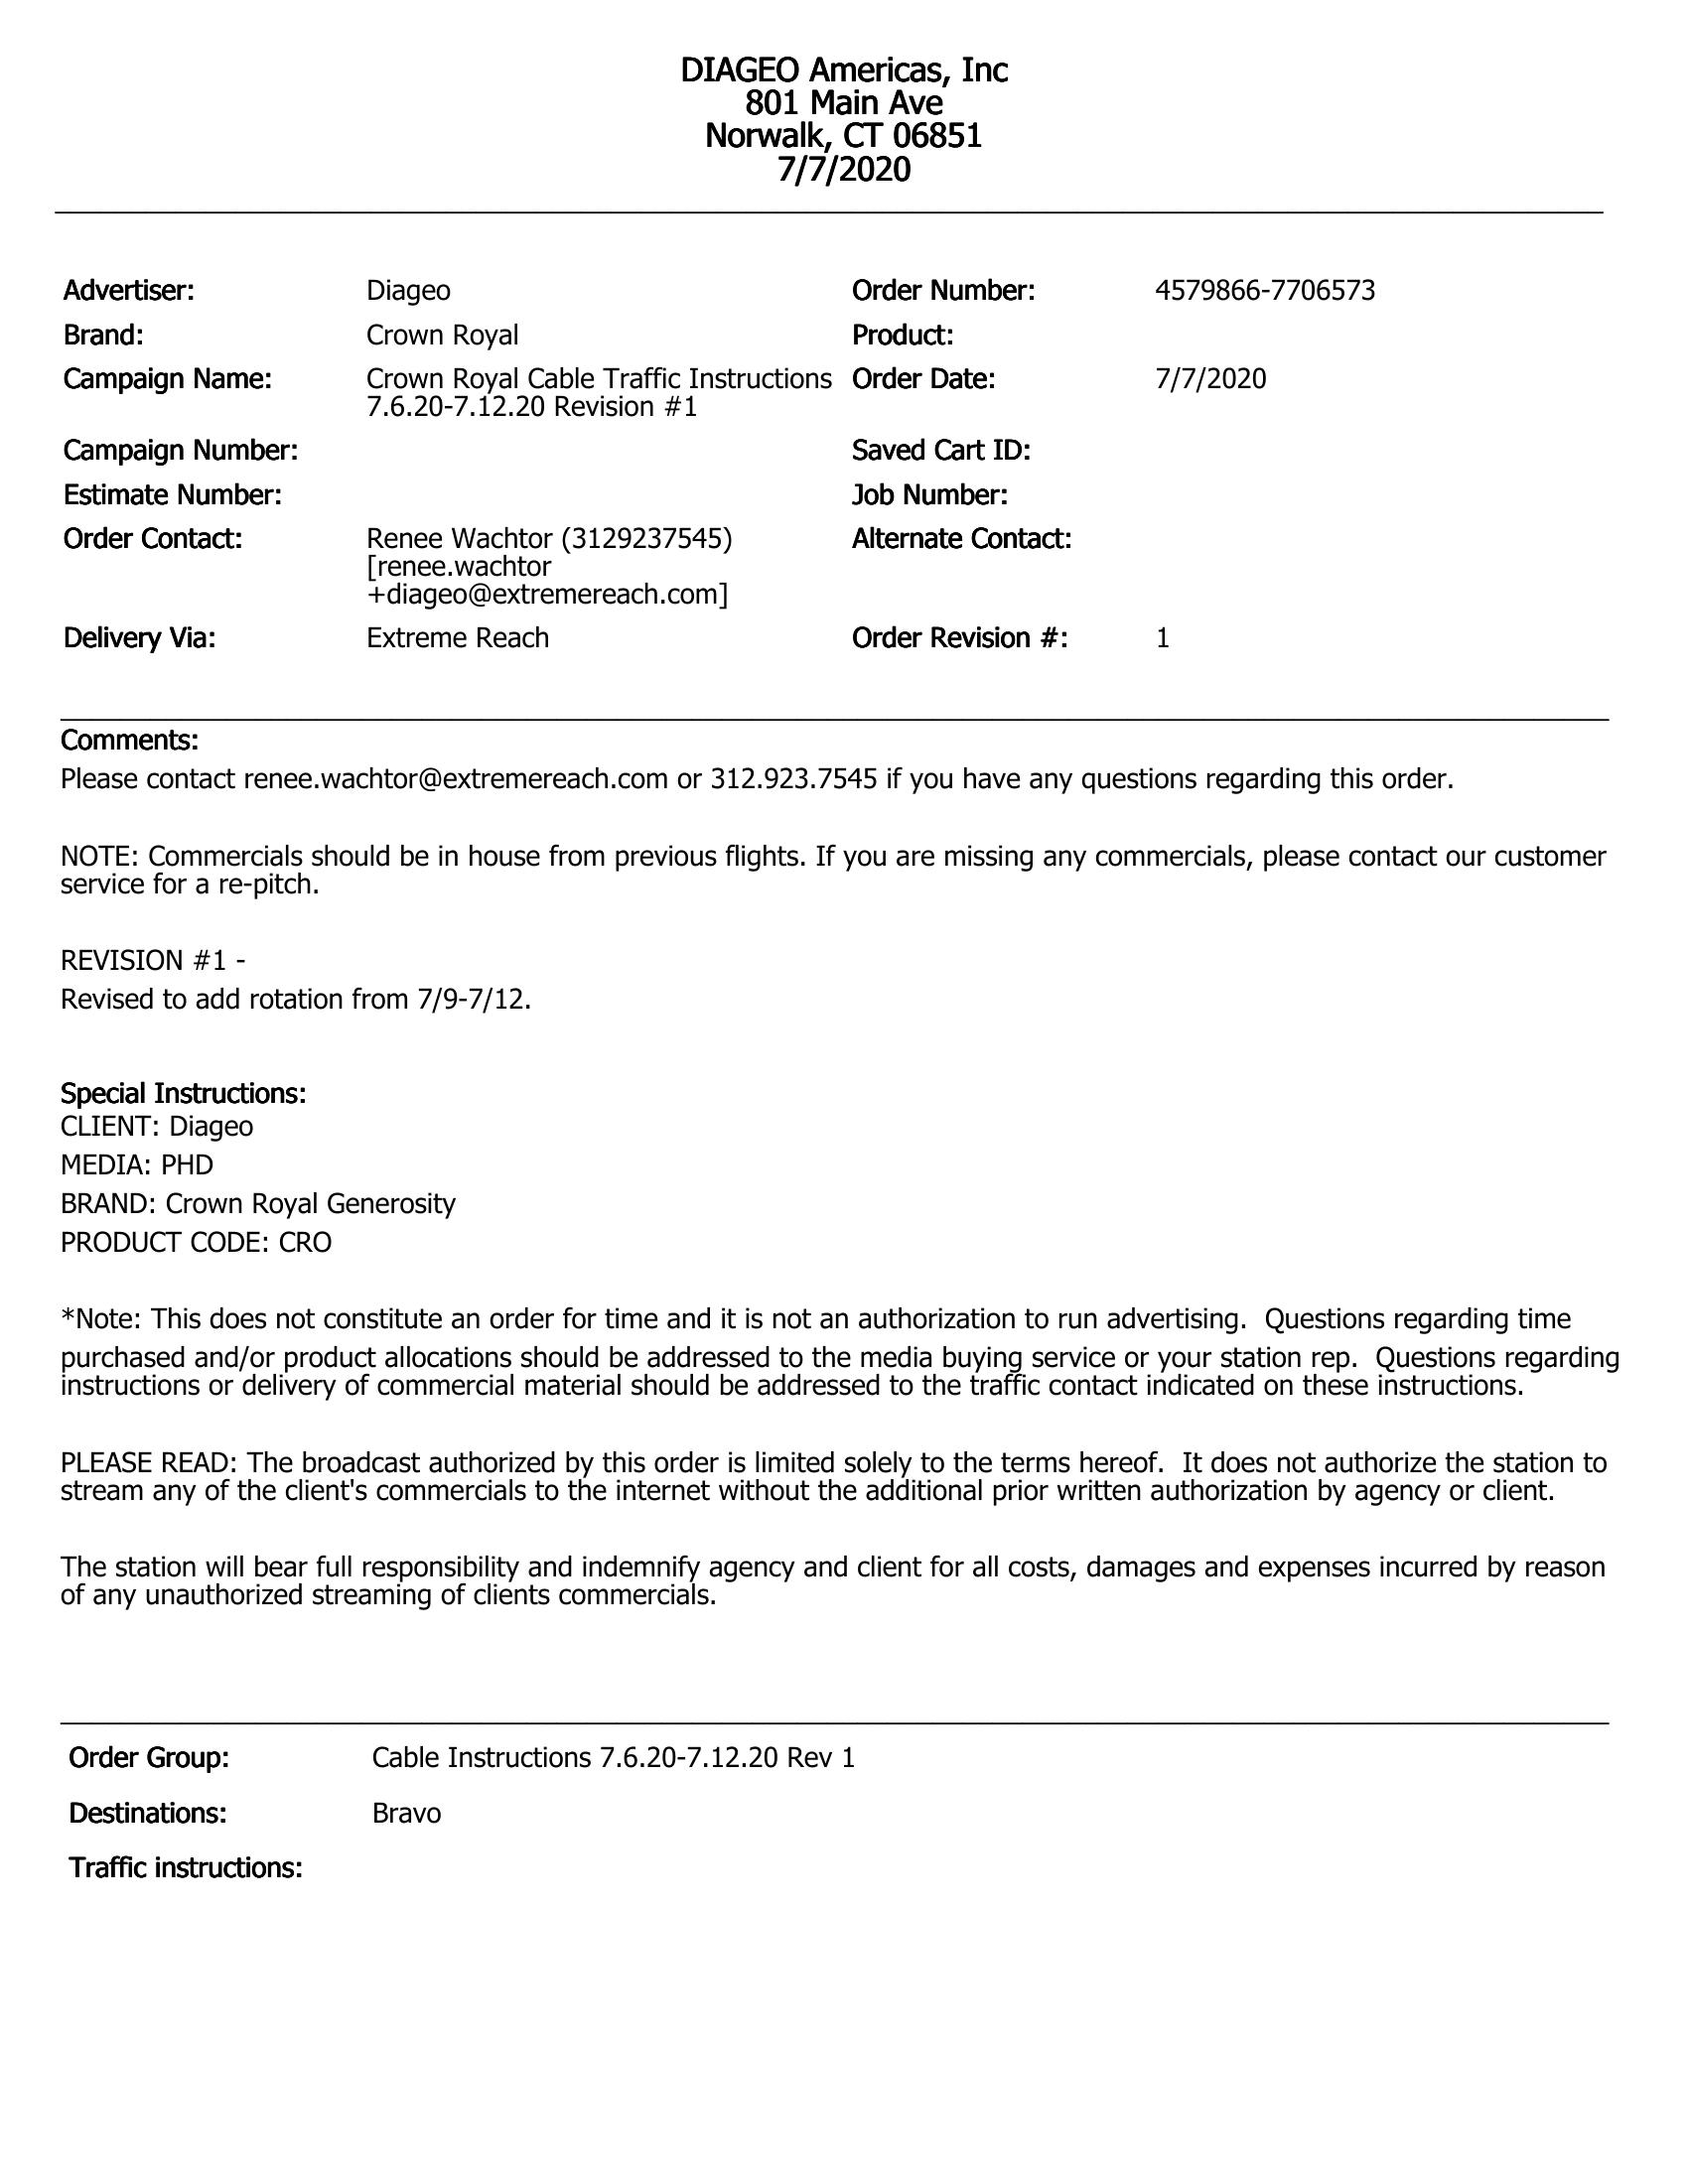 DIAGEO Americas, Inc
801 Main Ave
Norwalk, CT 06851
7/7/2020
Advertiser: Diageo Order Number: 4579866-7706573
Brand: Crown Royal Product:
Campaign Name: Crown Royal Cable Traffic Instructions Order Date: 7/7/2020
7.6.20-7.12.20 Revision #1
Campaign Number: Saved Cart ID:
Estimate Number: Job Number:
Order Contact: Renee Wachtor (3129237545) Alternate Contact:
[renee.wachtor
+diageo@extremereach.com]
Delivery Via: Extreme Reach Order Revision #: 1
Comments:
Please contact renee.wachtor@extremereach.com or 312.923.7545 if you have any questions regarding this order.
NOTE: Commercials should be in house from previous flights. If you are missing any commercials, please contact our customer
service for a re-pitch.
REVISION #1 -
Revised to add rotation from 7/9-7/12.
Special Instructions:
CLIENT: Diageo
MEDIA: PHD
BRAND: Crown Royal Generosity
PRODUCT CODE: CRO
*Note: This does not constitute an order for time and it is not an authorization to run advertising.  Questions regarding time
purchased and/or product allocations should be addressed to the media buying service or your station rep.  Questions regarding
instructions or delivery of commercial material should be addressed to the traffic contact indicated on these instructions.
PLEASE READ: The broadcast authorized by this order is limited solely to the terms hereof.  It does not authorize the station to
stream any of the client's commercials to the internet without the additional prior written authorization by agency or client.
The station will bear full responsibility and indemnify agency and client for all costs, damages and expenses incurred by reason
of any unauthorized streaming of clients commercials.
Order Group: Cable Instructions 7.6.20-7.12.20 Rev 1
Destinations: Bravo
Traffic instructions: